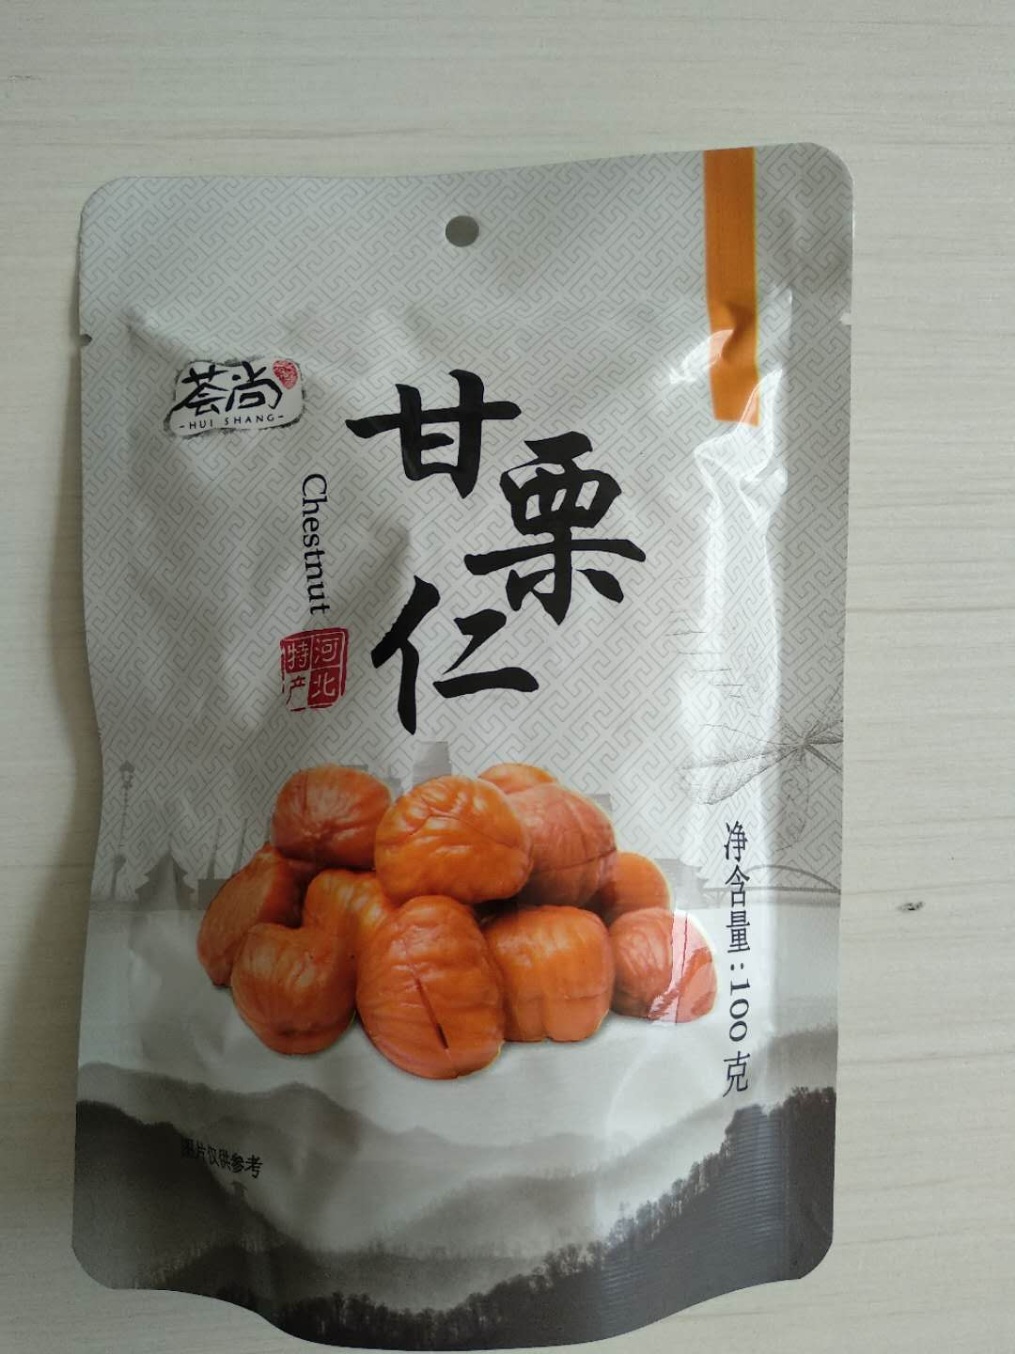 荟尚
-HUI SHANG-
甘栗仁
Chestnut
河北
特产
净含量:100克
图片仅供参考